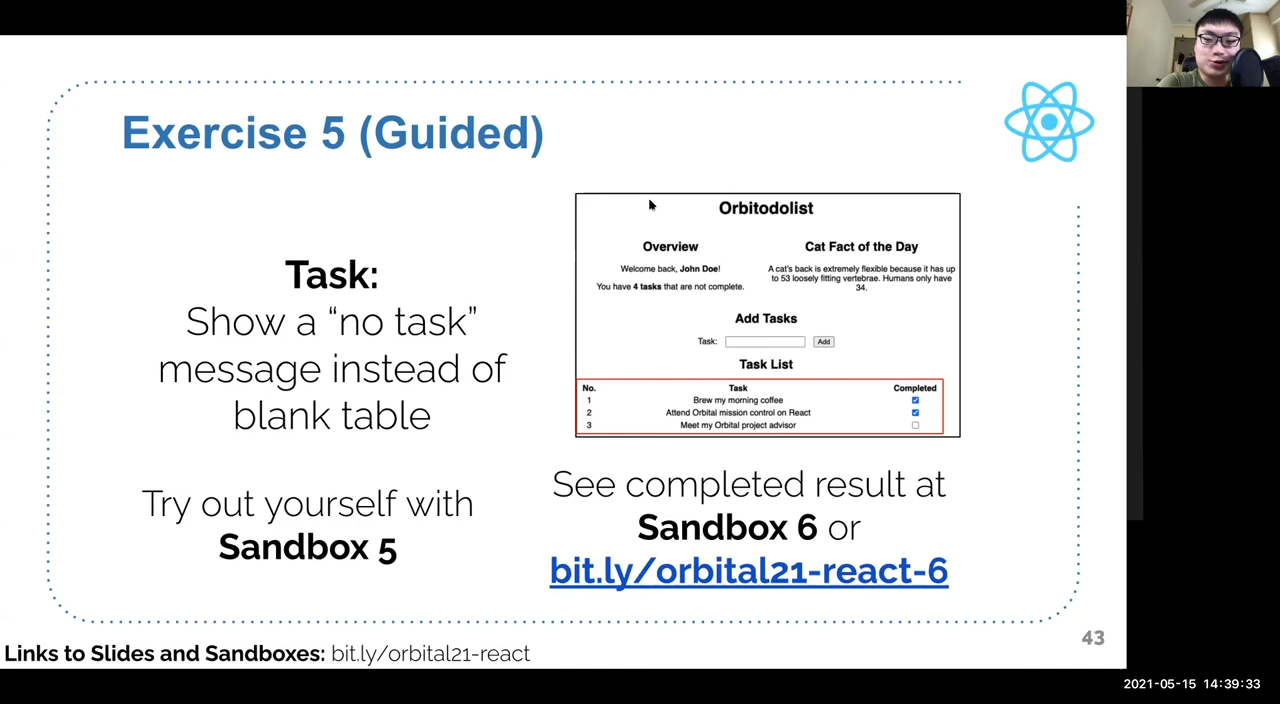 Exercise 5 (Guided)
Task:
Show a “no task”
message instead of
blank table
Try out yourself with
Sandbox 5
Orbitodolist
Overview
Welcome back, John Doe!
You have 4 tasks that are not complete.
Cat Fact of the Day
A cat's back is extremely flexible because it has up
to 53 loosely fitting vertebrae. Humans only have
34.
Add Tasks
Task: Add
Task List
No. Task Completed
1 Brew my morning coffee
2 Attend Orbital mission control on React
3 Meet my Orbital project advisor
See completed result at
Sandbox 6 or
bit.ly/orbital21-react-6
43
Links to Slides and Sandboxes: bit.ly/orbital21-react
2021-05-15 14:39:33